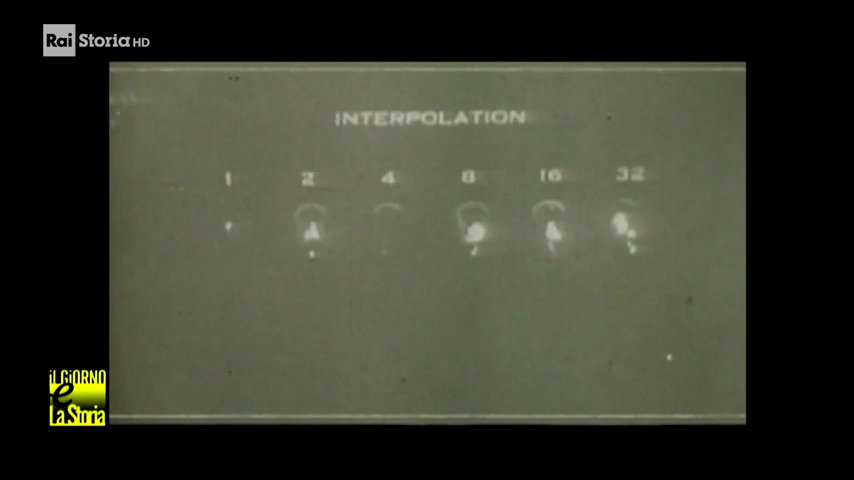 Rai Storia HD
INTERPOLATION
1 2 4 8 16 32
iL GiORNO
e
La Storia